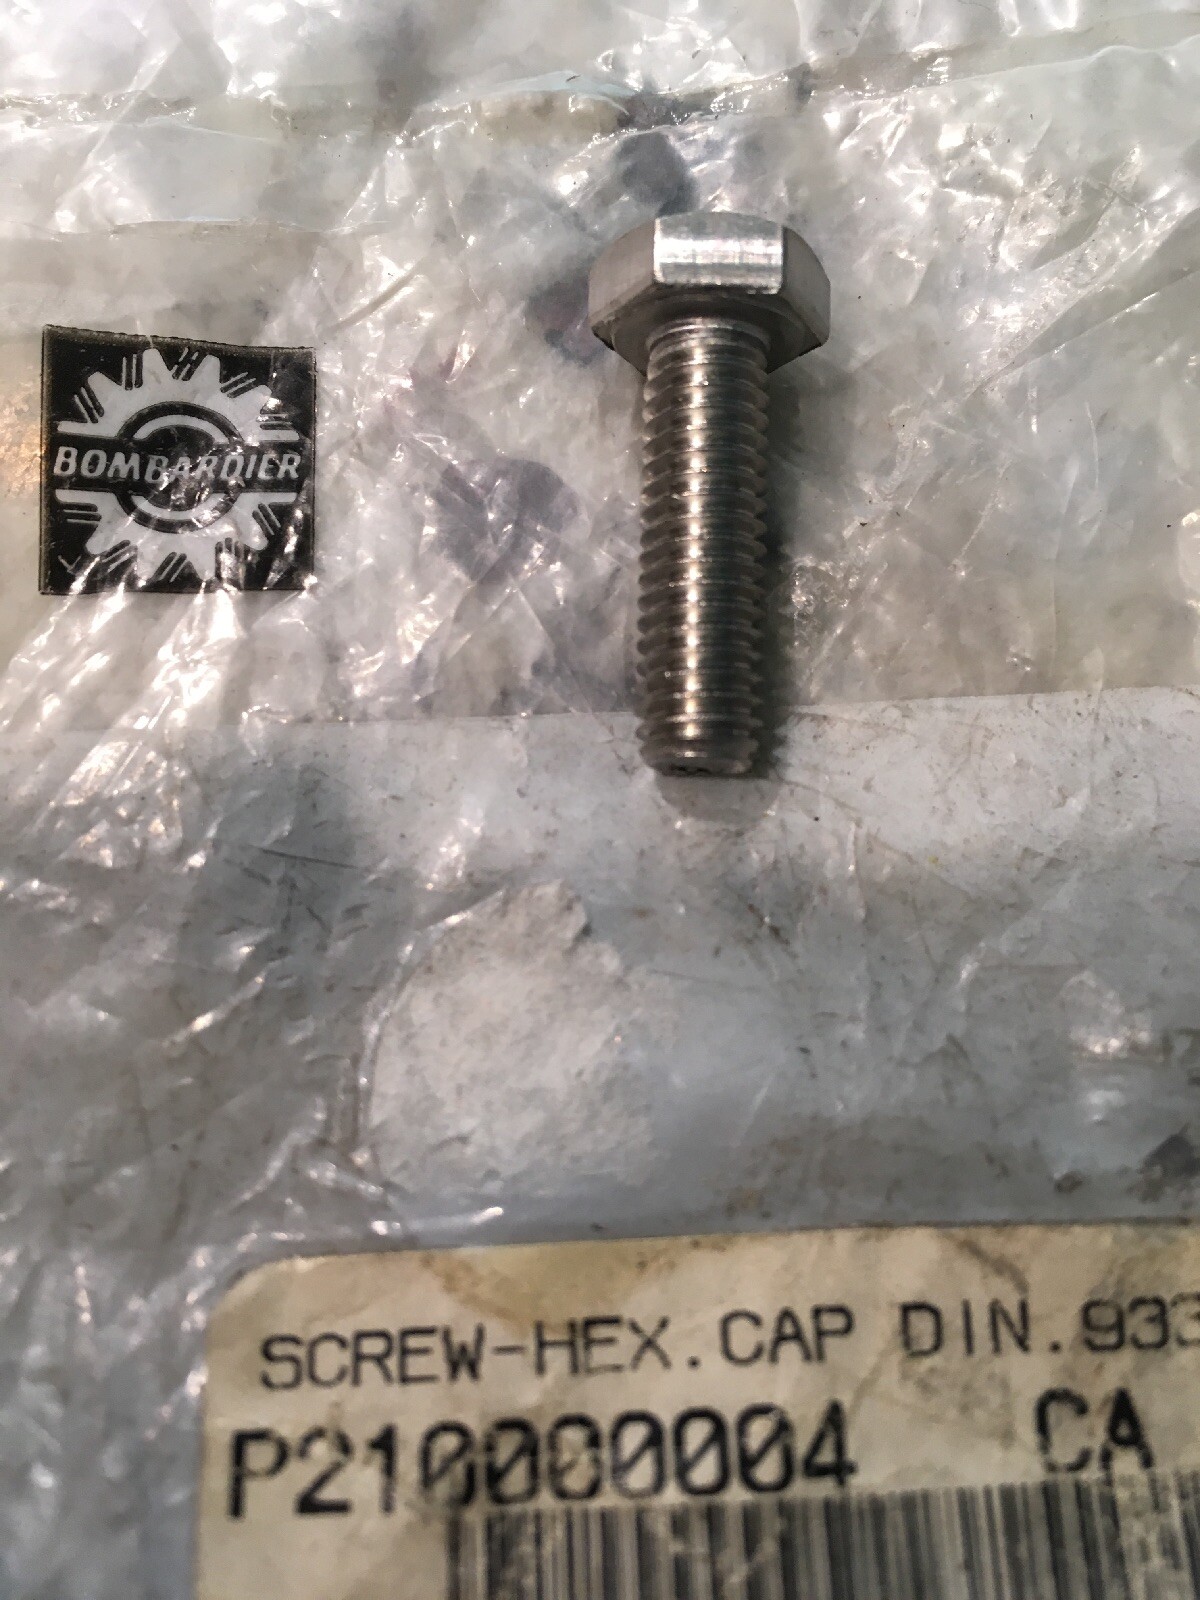 BOMBARDIER
SCREW-HEX.CAP DIN.933
P210000004 CA